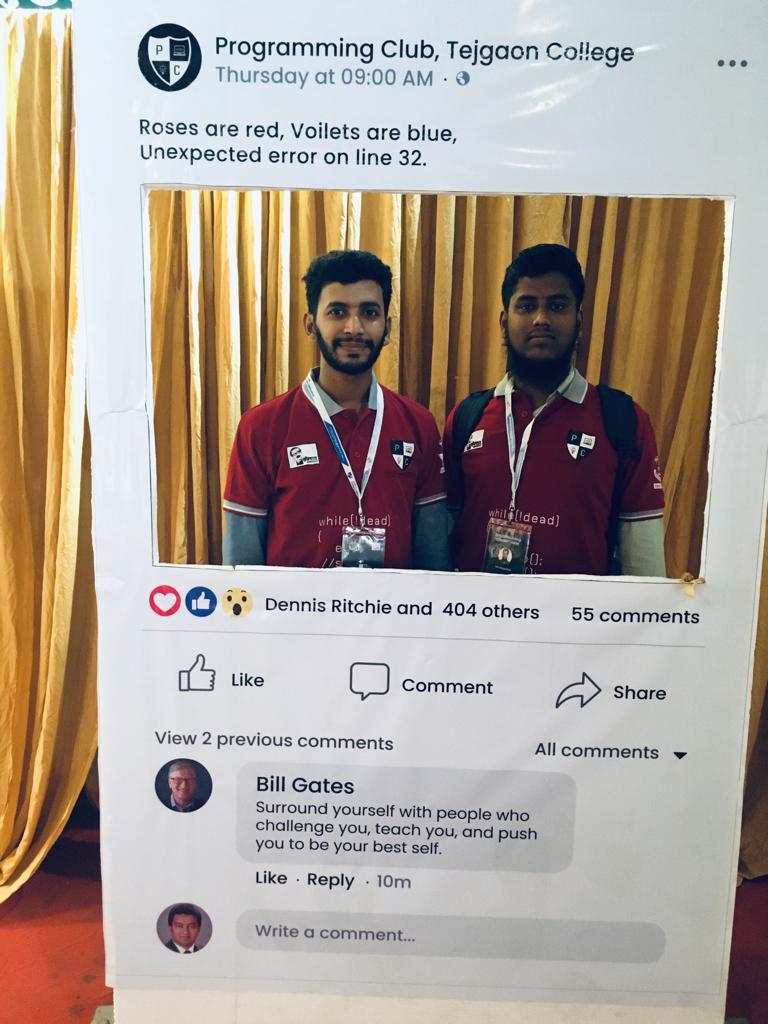 Programming Club, Tejgaon College
Thursday at 09:00 AM ·
Roses are red, Voilets are blue,
Unexpected error on line 32.
P
C
P
C
P
C
while(!dead)
{
e
//s
while(!dead)
();
Dennis Ritchie and 404 others 55 comments
Like Comment Share
View 2 previous comments All comments
Bill Gates
Surround yourself with people who
challenge you, teach you, and push
you to be your best self.
Like · Reply · 10m
Write a comment...